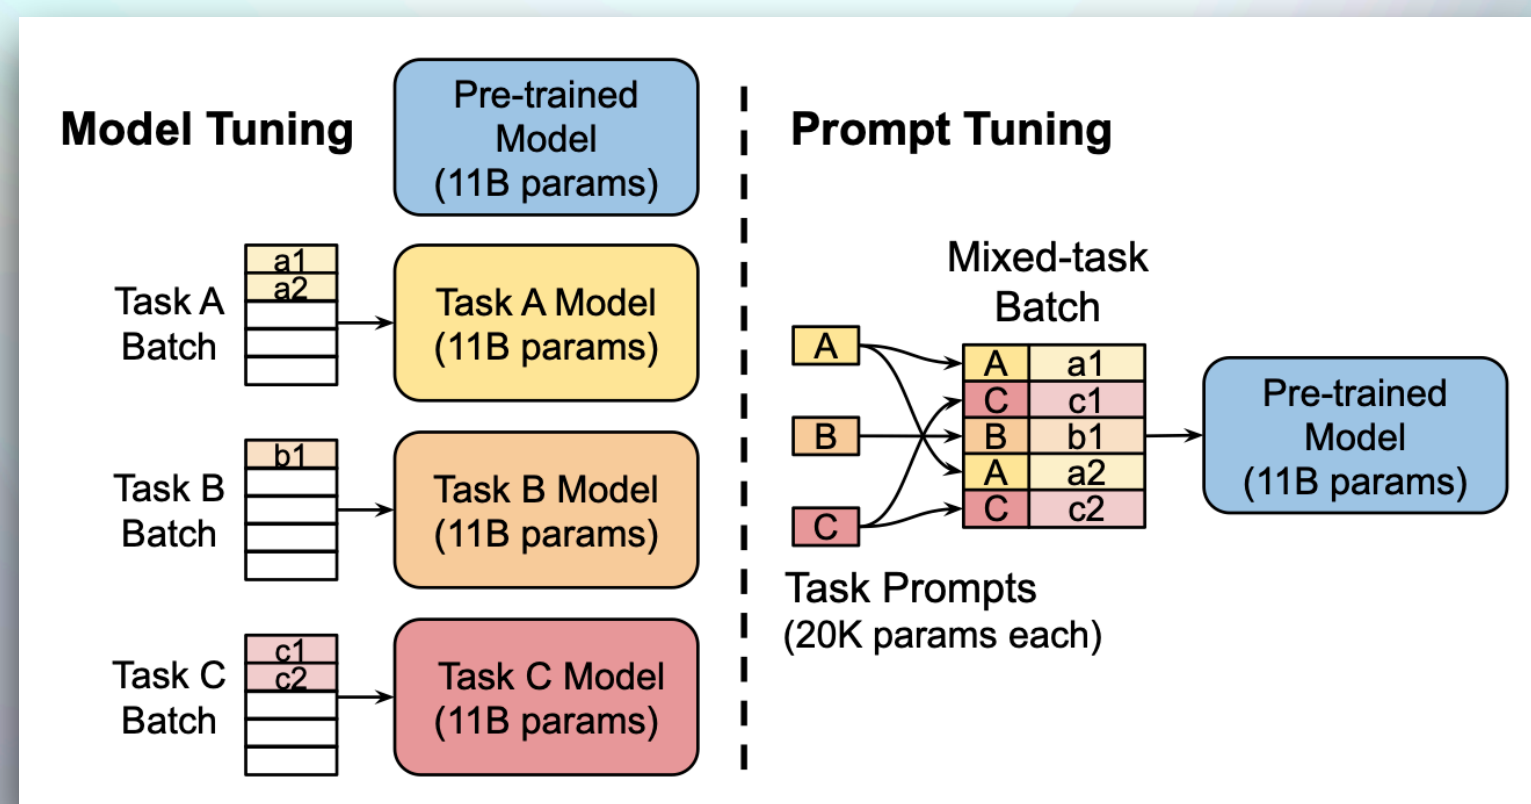 Model Tuning
Pre-trained
Model
(11B params)
Task A
Batch
a1
a2
Task A Model
(11B params)
Task B
Batch
b1
Task B Model
(11B params)
Task C
Batch
c1
c2
Task C Model
(11B params)
Prompt Tuning
Mixed-task
Batch
A
B
C
A a1
C c1
B b1
A a2
C c2
Pre-trained
Model
(11B params)
Task Prompts
(20K params each)